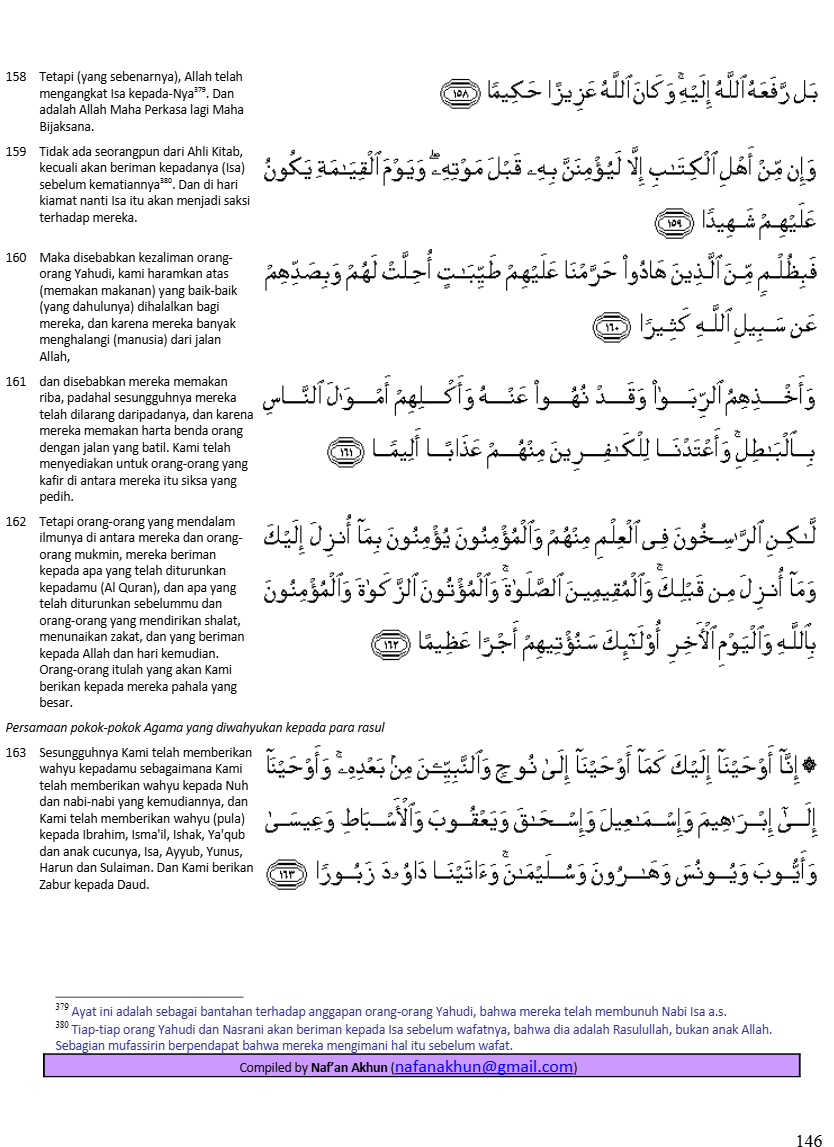 158 Tetapi (yang sebenarnya), Allah telah
mengangkat Isa kepada-Nya³⁷⁹. Dan
adalah Allah Maha Perkasa lagi Maha
Bijaksana.
بَل رَّفَعَهُ ٱللَّهُ إِلَيْهِ ۚ وَكَانَ ٱللَّهُ عَزِيزًا حَكِيمًا ١٥٨
159 Tidak ada seorangpun dari Ahli Kitab,
kecuali akan beriman kepadanya (Isa)
sebelum kematiannya³⁸⁰. Dan di hari
kiamat nanti Isa itu akan menjadi saksi
terhadap mereka.
وَإِن مِّنْ أَهْلِ ٱلْكِتَـٰبِ إِلَّا لَيُؤْمِنَنَّ بِهِۦ قَبْلَ مَوْتِهِۦ ۖ وَيَوْمَ ٱلْقِيَـٰمَةِ يَكُونُ
عَلَيْهِمْ شَهِيدًا ١٥٩
160 Maka disebabkan kezaliman orang-
orang Yahudi, kami haramkan atas
(memakan makanan) yang baik-baik
(yang dahulunya) dihalalkan bagi
mereka, dan karena mereka banyak
menghalangi (manusia) dari jalan
Allah,
فَبِظُلْمٍ مِّنَ ٱلَّذِينَ هَادُوا۟ حَرَّمْنَا عَلَيْهِمْ طَيِّبَـٰتٍ أُحِلَّتْ لَهُمْ وَبِصَدِّهِمْ
عَن سَبِيلِ ٱللَّهِ كَثِيرًا ١٦٠
161 dan disebabkan mereka memakan
riba, padahal sesungguhnya mereka
telah dilarang daripadanya, dan karena
mereka memakan harta benda orang
dengan jalan yang batil. Kami telah
menyediakan untuk orang-orang yang
kafir di antara mereka itu siksa yang
pedih.
وَأَخْذِهِمُ ٱلرِّبَوٰا۟ وَقَدْ نُهُوا۟ عَنْهُ وَأَكْلِهِمْ أَمْوَٰلَ ٱلنَّاسِ
بِٱلْبَـٰطِلِ ۚ وَأَعْتَدْنَا لِلْكَـٰفِرِينَ مِنْهُمْ عَذَابًا أَلِيمًا ١٦١
162 Tetapi orang-orang yang mendalam
ilmunya di antara mereka dan orang-
orang mukmin, mereka beriman
kepada apa yang telah diturunkan
kepadamu (Al Quran), dan apa yang
telah diturunkan sebelummu dan
orang-orang yang mendirikan shalat,
menunaikan zakat, dan yang beriman
kepada Allah dan hari kemudian.
Orang-orang itulah yang akan Kami
berikan kepada mereka pahala yang
besar.
لَّـٰكِنِ ٱلرَّٰسِخُونَ فِى ٱلْعِلْمِ مِنْهُمْ وَٱلْمُؤْمِنُونَ يُؤْمِنُونَ بِمَآ أُنزِلَ إِلَيْكَ
وَمَآ أُنزِلَ مِن قَبْلِكَ ۚ وَٱلْمُقِيمِينَ ٱلصَّلَوٰةَ ۚ وَٱلْمُؤْتُونَ ٱلزَّكَوٰةَ وَٱلْمُؤْمِنُونَ
بِٱللَّهِ وَٱلْيَوْمِ ٱلْـَٔاخِرِ أُو۟لَـٰٓئِكَ سَنُؤْتِيهِمْ أَجْرًا عَظِيمًا ١٦٢
Persamaan pokok-pokok Agama yang diwahyukan kepada para rasul
163 Sesungguhnya Kami telah memberikan
wahyu kepadamu sebagaimana Kami
telah memberikan wahyu kepada Nuh
dan nabi-nabi yang kemudiannya, dan
Kami telah memberikan wahyu (pula)
kepada Ibrahim, Isma'il, Ishak, Ya'qub
dan anak cucunya, Isa, Ayyub, Yunus,
Harun dan Sulaiman. Dan Kami berikan
Zabur kepada Daud.
۞ إِنَّآ أَوْحَيْنَآ إِلَيْكَ كَمَآ أَوْحَيْنَآ إِلَىٰ نُوحٍ وَٱلنَّبِيِّـۧنَ مِنۢ بَعْدِهِۦ ۚ وَأَوْحَيْنَآ
إِلَىٰٓ إِبْرَٰهِيمَ وَإِسْمَـٰعِيلَ وَإِسْحَـٰقَ وَيَعْقُوبَ وَٱلْأَسْبَاطِ وَعِيسَىٰ
وَأَيُّوبَ وَيُونُسَ وَهَـٰرُونَ وَسُلَيْمَـٰنَ ۚ وَءَاتَيْنَا دَاوُۥدَ زَبُورًا ١٦٣
³⁷⁹ Ayat ini adalah sebagai bantahan terhadap anggapan orang-orang Yahudi, bahwa mereka telah membunuh Nabi Isa a.s.
³⁸⁰ Tiap-tiap orang Yahudi dan Nasrani akan beriman kepada Isa sebelum wafatnya, bahwa dia adalah Rasulullah, bukan anak Allah.
Sebagian mufassirin berpendapat bahwa mereka mengimani hal itu sebelum wafat.
Compiled by Naf’an Akhun (nafanakhun@gmail.com)
146